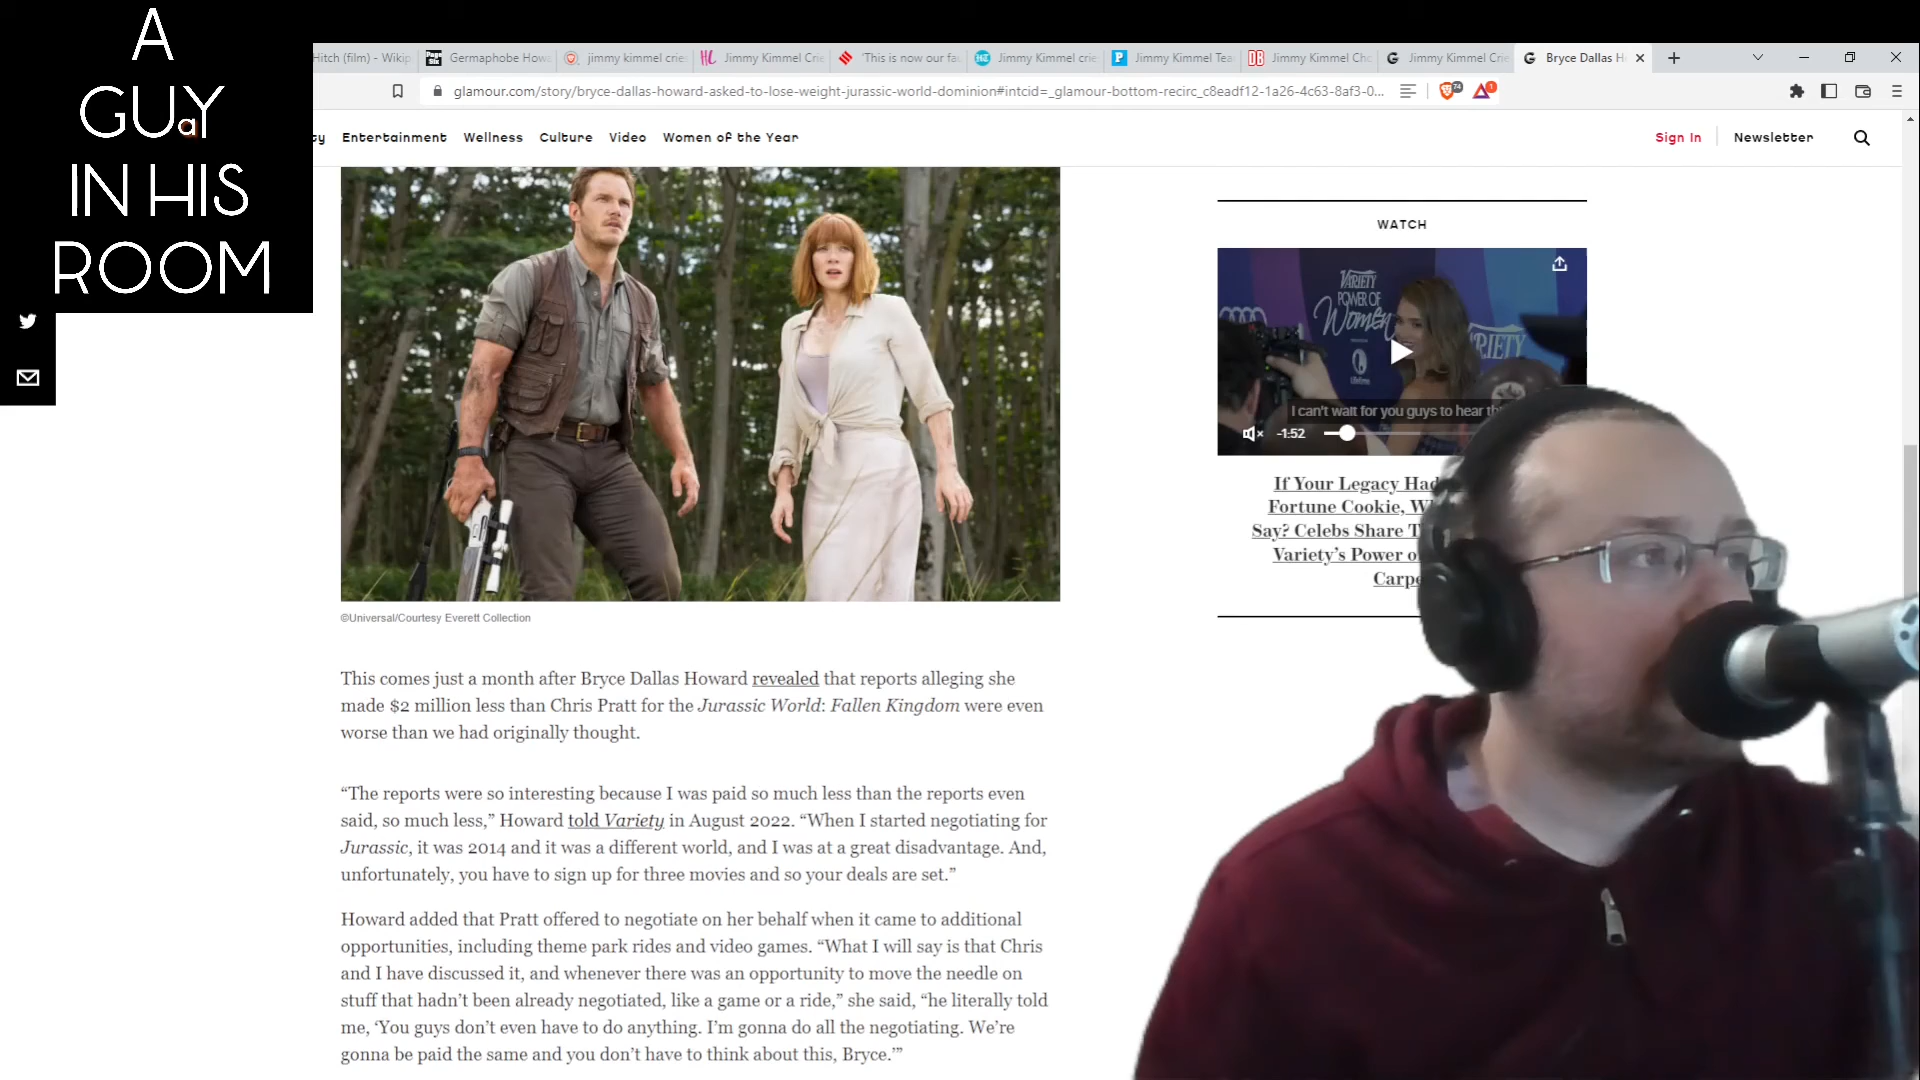 A
GUY
a
IN HIS
ROOM
Hitch (film) - Wikip
Germaphobe Howa
jimmy kimmel crie
Jimmy Kimmel Crie
'This is now our fa
Jimmy Kimmel crie
Jimmy Kimmel Tea
Jimmy Kimmel Cho
Jimmy Kimmel Crie
Bryce Dallas H
glamour.com/story/bryce-dallas-howard-asked-to-lose-weight-jurassic-world-dominion#intcid=_glamour-bottom-recirc_c8eadf12-1a26-4c63-8af3-0...
74
1
ty Entertainment Wellness Culture Video Women of the Year
Sign In Newsletter
WATCH
VARIETY
POWER OF
Women
VARIETY
Lifetime
I can't wait for you guys to hear th
-1:52
If Your Legacy Had
Fortune Cookie, W
Say? Celebs Share T
Variety's Power o
Carpe
©Universal/Courtesy Everett Collection
This comes just a month after Bryce Dallas Howard revealed that reports alleging she
made $2 million less than Chris Pratt for the Jurassic World: Fallen Kingdom were even
worse than we had originally thought.
“The reports were so interesting because I was paid so much less than the reports even
said, so much less,” Howard told Variety in August 2022. “When I started negotiating for
Jurassic, it was 2014 and it was a different world, and I was at a great disadvantage. And,
unfortunately, you have to sign up for three movies and so your deals are set.”
Howard added that Pratt offered to negotiate on her behalf when it came to additional
opportunities, including theme park rides and video games. “What I will say is that Chris
and I have discussed it, and whenever there was an opportunity to move the needle on
stuff that hadn’t been already negotiated, like a game or a ride,” she said, “he literally told
me, ‘You guys don’t even have to do anything. I’m gonna do all the negotiating. We’re
gonna be paid the same and you don’t have to think about this, Bryce.’”